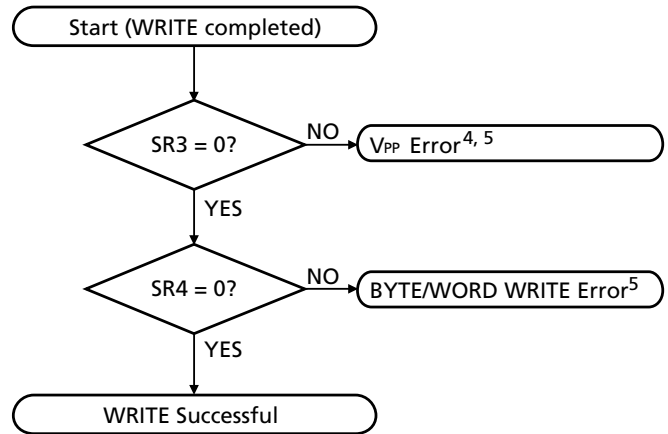 Start (WRITE completed)
SR3 = 0?
NO
VPP Error4, 5
YES
SR4 = 0?
NO
BYTE/WORD WRITE Error5
YES
WRITE Successful